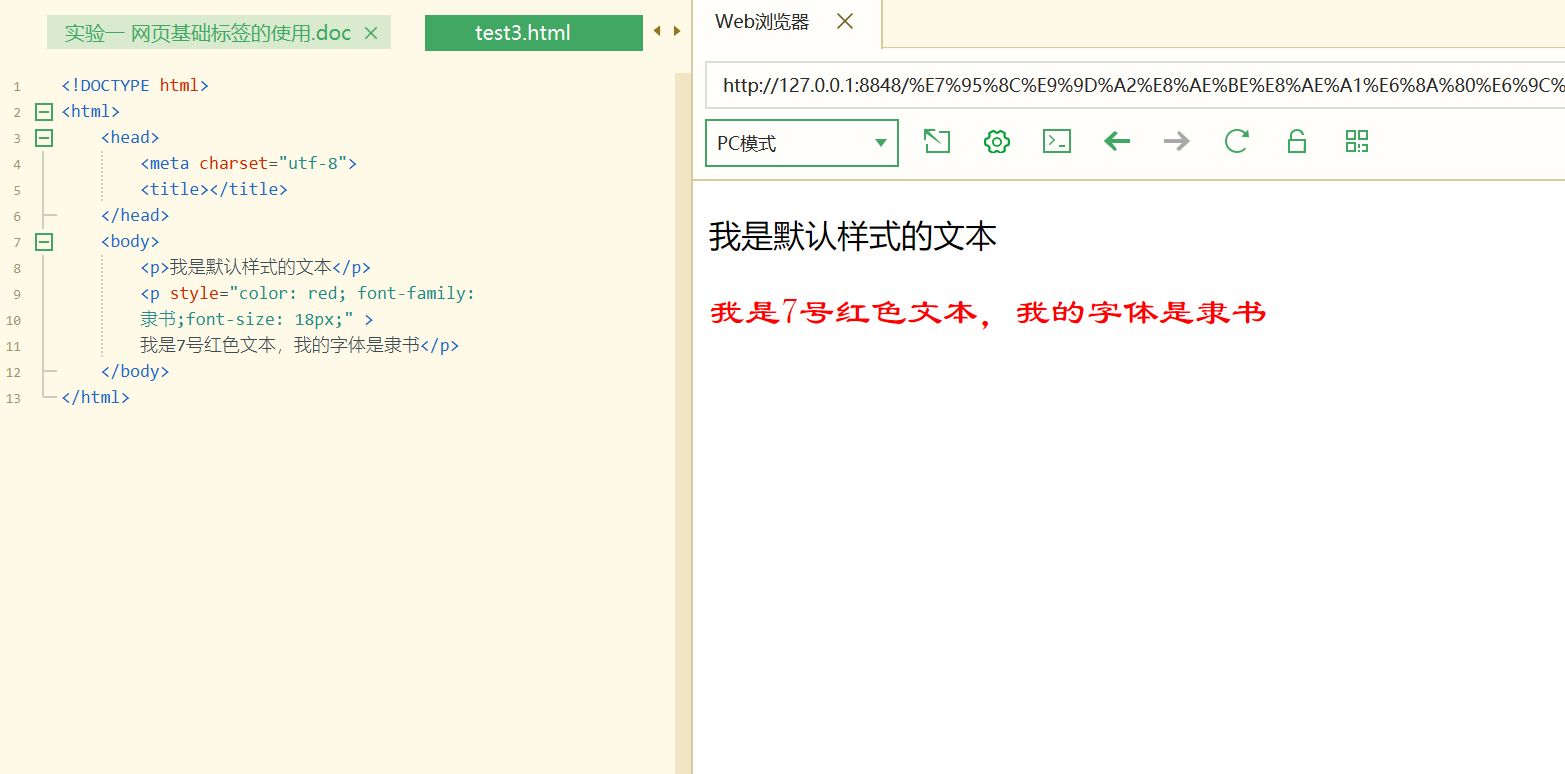 实验一 网页基础标签的使用.doc
test3.html
1 <!DOCTYPE html>
2 <html>
3 <head>
4 <meta charset="utf-8">
5 <title></title>
6 </head>
7 <body>
8 <p>我是默认样式的文本</p>
9 <p style="color: red; font-family:
10 隶书;font-size: 18px;" >
11 我是7号红色文本，我的字体是隶书</p>
12 </body>
13 </html>
Web浏览器
http://127.0.0.1:8848/%E7%95%8C%E9%9D%A2%E8%AE%BE%E8%AE%A1%E6%8A%80%E6%9C%
PC模式
我是默认样式的文本
我是7号红色文本，我的字体是隶书